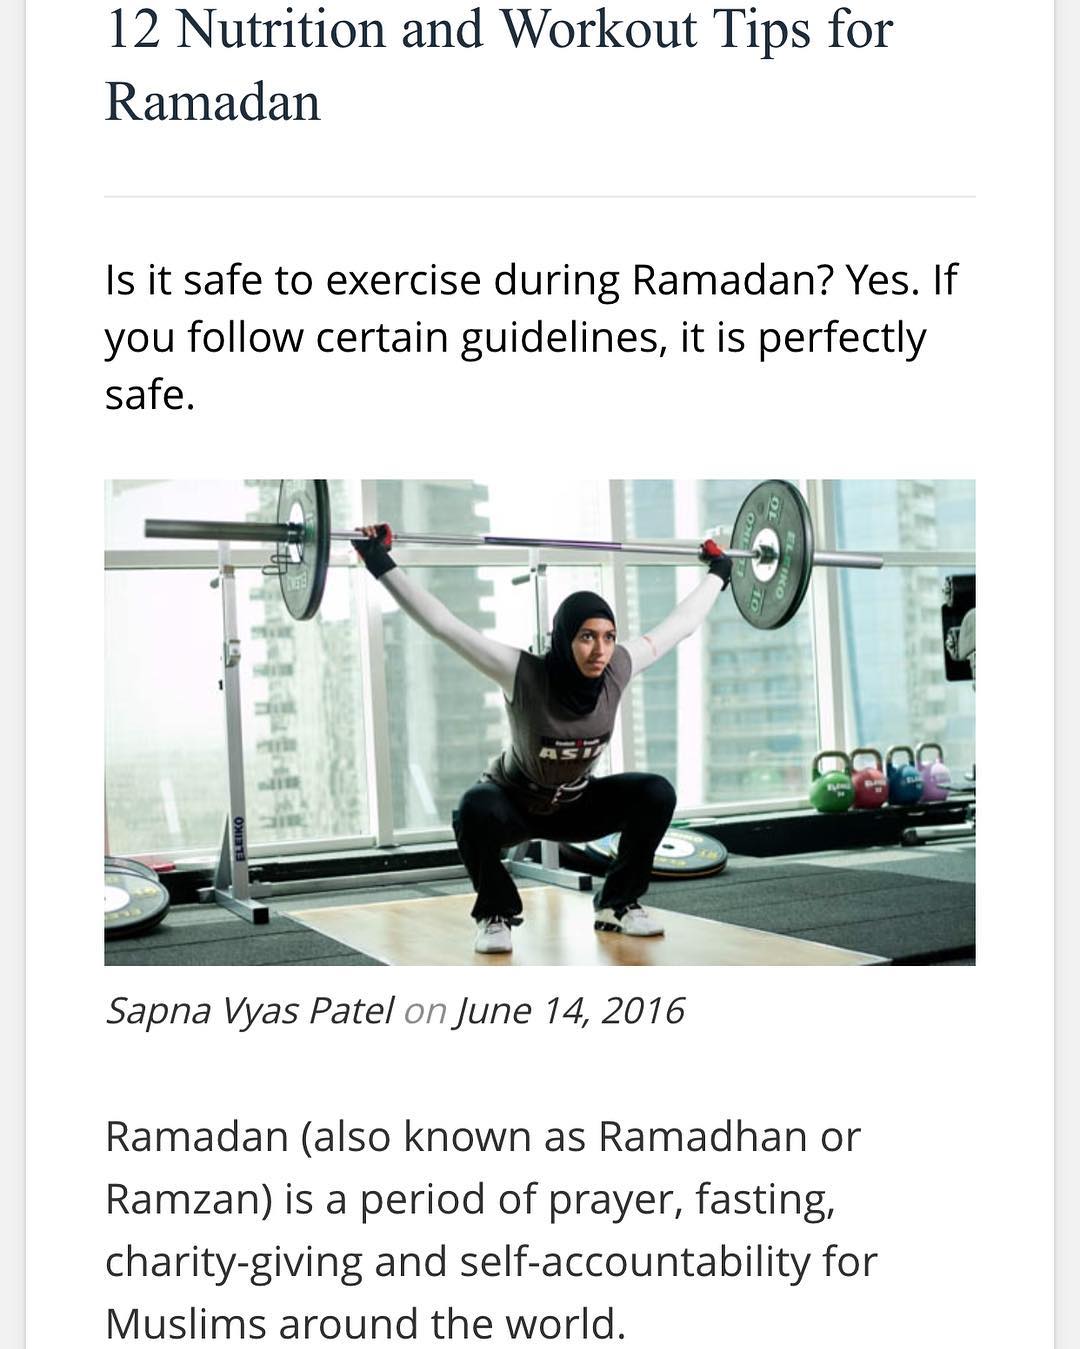 12 Nutrition and Workout Tips for
Ramadan
Is it safe to exercise during Ramadan? Yes. If
you follow certain guidelines, it is perfectly
safe.
ELEIKO
10
ASIA
ELEIKO
ELEIKO
Sapna Vyas Patel on June 14, 2016
Ramadan (also known as Ramadhan or
Ramzan) is a period of prayer, fasting,
charity-giving and self-accountability for
Muslims around the world.